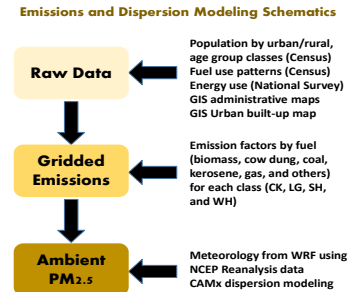 Emissions and Dispersion Modeling Schematics
Raw Data
Population by urban/rural,
age group classes (Census)
Fuel use patterns (Census)
Energy use (National Survey)
GIS administrative maps
GIS Urban built-up map
Gridded
Emissions
Emission factors by fuel
(biomass, cow dung, coal,
kerosene, gas, and others)
for each class (CK, LG, SH,
and WH)
Ambient
PM2.5
Meteorology from WRF using
NCEP Reanalysis data
CAMx dispersion modeling